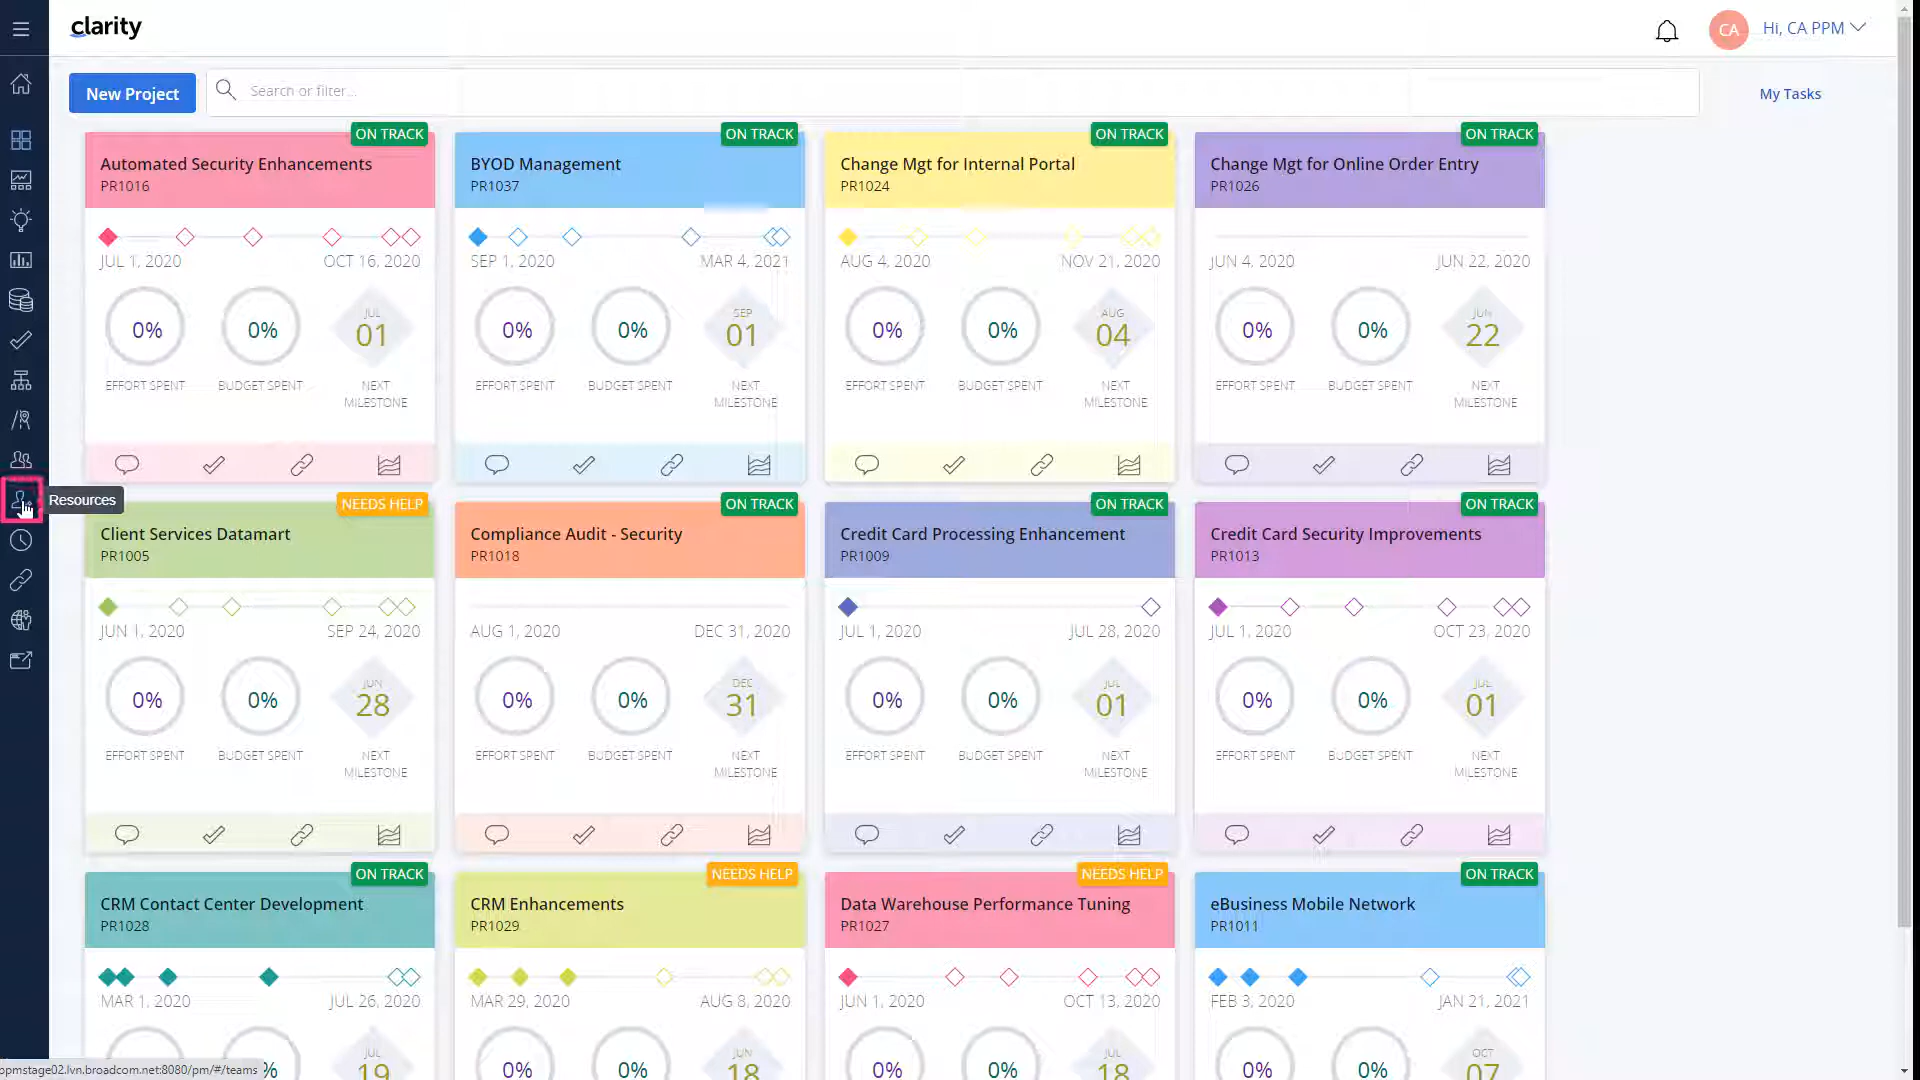 clarity
CA
Hi, CA PPM
New Project
Search or filter...
My Tasks
ON TRACK
Automated Security Enhancements
PR1016
JUL 1, 2020
OCT 16, 2020
0%
0%
JUL
01
EFFORT SPENT
BUDGET SPENT
NEXT
MILESTONE
ON TRACK
BYOD Management
PR1037
SEP 1, 2020
MAR 4, 2021
0%
0%
SEP
01
EFFORT SPENT
BUDGET SPENT
NEXT
MILESTONE
ON TRACK
Change Mgt for Internal Portal
PR1024
AUG 4, 2020
NOV 21, 2020
0%
0%
AUG
04
EFFORT SPENT
BUDGET SPENT
NEXT
MILESTONE
ON TRACK
Change Mgt for Online Order Entry
PR1026
JUN 4, 2020
JUN 22, 2020
0%
0%
JUN
22
EFFORT SPENT
BUDGET SPENT
NEXT
MILESTONE
Resources
NEEDS HELP
Client Services Datamart
PR1005
JUN 1, 2020
SEP 24, 2020
0%
0%
JUN
28
EFFORT SPENT
BUDGET SPENT
NEXT
MILESTONE
ON TRACK
Compliance Audit - Security
PR1018
AUG 1, 2020
DEC 31, 2020
0%
0%
DEC
31
EFFORT SPENT
BUDGET SPENT
NEXT
MILESTONE
ON TRACK
Credit Card Processing Enhancement
PR1009
JUL 1, 2020
JUL 28, 2020
0%
0%
JUL
01
EFFORT SPENT
BUDGET SPENT
NEXT
MILESTONE
ON TRACK
Credit Card Security Improvements
PR1013
JUL 1, 2020
OCT 23, 2020
0%
0%
JUL
01
EFFORT SPENT
BUDGET SPENT
NEXT
MILESTONE
ON TRACK
CRM Contact Center Development
PR1028
MAR 1, 2020
JUL 26, 2020
%
JUL
19
NEEDS HELP
CRM Enhancements
PR1029
MAR 29, 2020
AUG 8, 2020
0%
0%
JUN
18
NEEDS HELP
Data Warehouse Performance Tuning
PR1027
JUN 1, 2020
OCT 13, 2020
0%
0%
JUL
18
ON TRACK
eBusiness Mobile Network
PR1011
FEB 3, 2020
JAN 21, 2021
0%
0%
OCT
07
ppmstage02.lvn.broadcom.net:8080/pm/#/teams